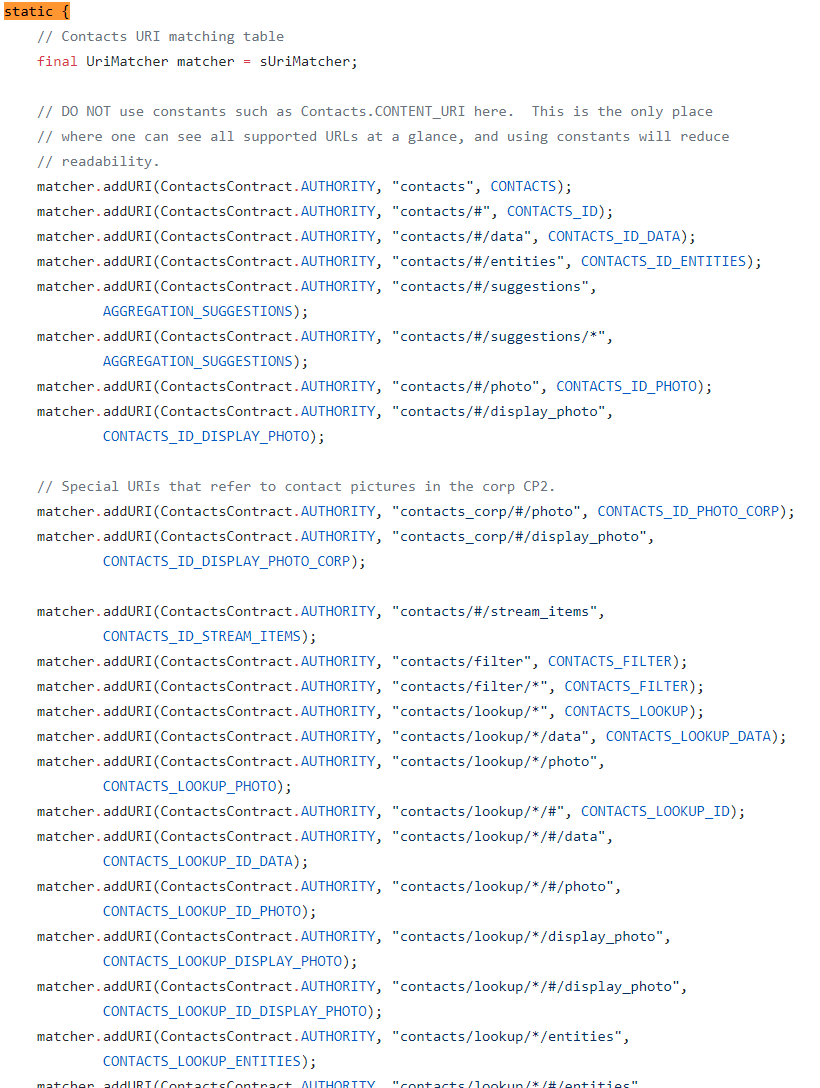 static {
    // Contacts URI matching table
    final UriMatcher matcher = sUriMatcher;

    // DO NOT use constants such as Contacts.CONTENT_URI here.  This is the only place
    // where one can see all supported URLs at a glance, and using constants will reduce
    // readability.
    matcher.addURI(ContactsContract.AUTHORITY, "contacts", CONTACTS);
    matcher.addURI(ContactsContract.AUTHORITY, "contacts/#", CONTACTS_ID);
    matcher.addURI(ContactsContract.AUTHORITY, "contacts/#/data", CONTACTS_ID_DATA);
    matcher.addURI(ContactsContract.AUTHORITY, "contacts/#/entities", CONTACTS_ID_ENTITIES);
    matcher.addURI(ContactsContract.AUTHORITY, "contacts/#/suggestions",
            AGGREGATION_SUGGESTIONS);
    matcher.addURI(ContactsContract.AUTHORITY, "contacts/#/suggestions/*",
            AGGREGATION_SUGGESTIONS);
    matcher.addURI(ContactsContract.AUTHORITY, "contacts/#/photo", CONTACTS_ID_PHOTO);
    matcher.addURI(ContactsContract.AUTHORITY, "contacts/#/display_photo",
            CONTACTS_ID_DISPLAY_PHOTO);

    // Special URIs that refer to contact pictures in the corp CP2.
    matcher.addURI(ContactsContract.AUTHORITY, "contacts_corp/#/photo", CONTACTS_ID_PHOTO_CORP);
    matcher.addURI(ContactsContract.AUTHORITY, "contacts_corp/#/display_photo",
            CONTACTS_ID_DISPLAY_PHOTO_CORP);

    matcher.addURI(ContactsContract.AUTHORITY, "contacts/#/stream_items",
            CONTACTS_ID_STREAM_ITEMS);
    matcher.addURI(ContactsContract.AUTHORITY, "contacts/filter", CONTACTS_FILTER);
    matcher.addURI(ContactsContract.AUTHORITY, "contacts/filter/*", CONTACTS_FILTER);
    matcher.addURI(ContactsContract.AUTHORITY, "contacts/lookup/*", CONTACTS_LOOKUP);
    matcher.addURI(ContactsContract.AUTHORITY, "contacts/lookup/*/data", CONTACTS_LOOKUP_DATA);
    matcher.addURI(ContactsContract.AUTHORITY, "contacts/lookup/*/photo",
            CONTACTS_LOOKUP_PHOTO);
    matcher.addURI(ContactsContract.AUTHORITY, "contacts/lookup/*/#", CONTACTS_LOOKUP_ID);
    matcher.addURI(ContactsContract.AUTHORITY, "contacts/lookup/*/#/data",
            CONTACTS_LOOKUP_ID_DATA);
    matcher.addURI(ContactsContract.AUTHORITY, "contacts/lookup/*/#/photo",
            CONTACTS_LOOKUP_ID_PHOTO);
    matcher.addURI(ContactsContract.AUTHORITY, "contacts/lookup/*/display_photo",
            CONTACTS_LOOKUP_DISPLAY_PHOTO);
    matcher.addURI(ContactsContract.AUTHORITY, "contacts/lookup/*/#/display_photo",
            CONTACTS_LOOKUP_ID_DISPLAY_PHOTO);
    matcher.addURI(ContactsContract.AUTHORITY, "contacts/lookup/*/entities",
            CONTACTS_LOOKUP_ENTITIES);
    matcher.addURI(ContactsContract.AUTHORITY, "contacts/lookup/*/#/entities",